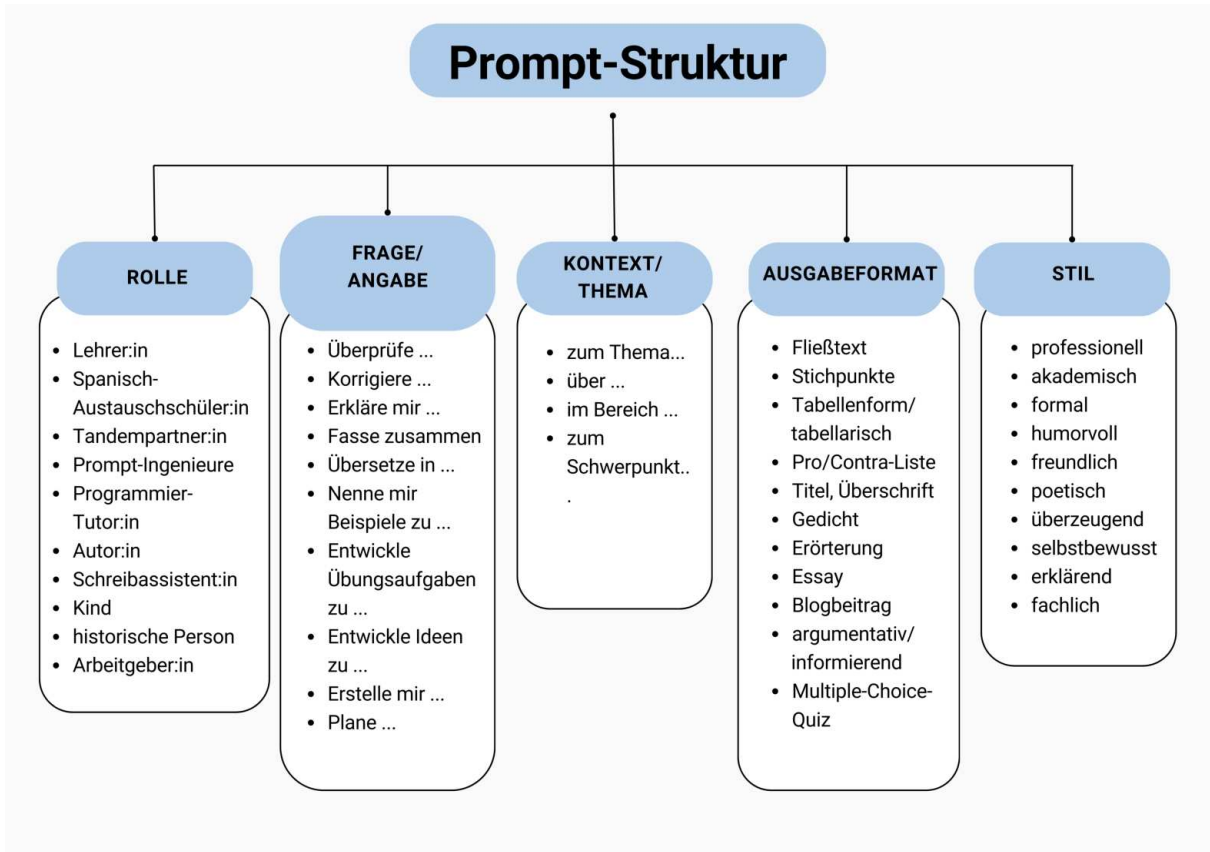 Prompt-Struktur
ROLLE
• Lehrer:in
• Spanisch-
Austauschschüler:in
• Tandempartner:in
• Prompt-Ingenieure
• Programmier-
Tutor:in
• Autor:in
• Schreibassistent:in
• Kind
• historische Person
• Arbeitgeber:in
FRAGE/
ANGABE
• Überprüfe ...
• Korrigiere ...
• Erkläre mir ...
• Fasse zusammen
• Übersetze in ...
• Nenne mir
Beispiele zu ...
• Entwickle
Übungsaufgaben
zu ...
• Entwickle Ideen
zu ...
• Erstelle mir ...
• Plane ...
KONTEXT/
THEMA
• zum Thema...
• über ...
• im Bereich ...
• zum
Schwerpunkt..
.
AUSGABEFORMAT
• Fließtext
• Stichpunkte
• Tabellenform/
tabellarisch
• Pro/Contra-Liste
• Titel, Überschrift
• Gedicht
• Erörterung
• Essay
• Blogbeitrag
• argumentativ/
informierend
• Multiple-Choice-
Quiz
STIL
• professionell
• akademisch
• formal
• humorvoll
• freundlich
• poetisch
• überzeugend
• selbstbewusst
• erklärend
• fachlich